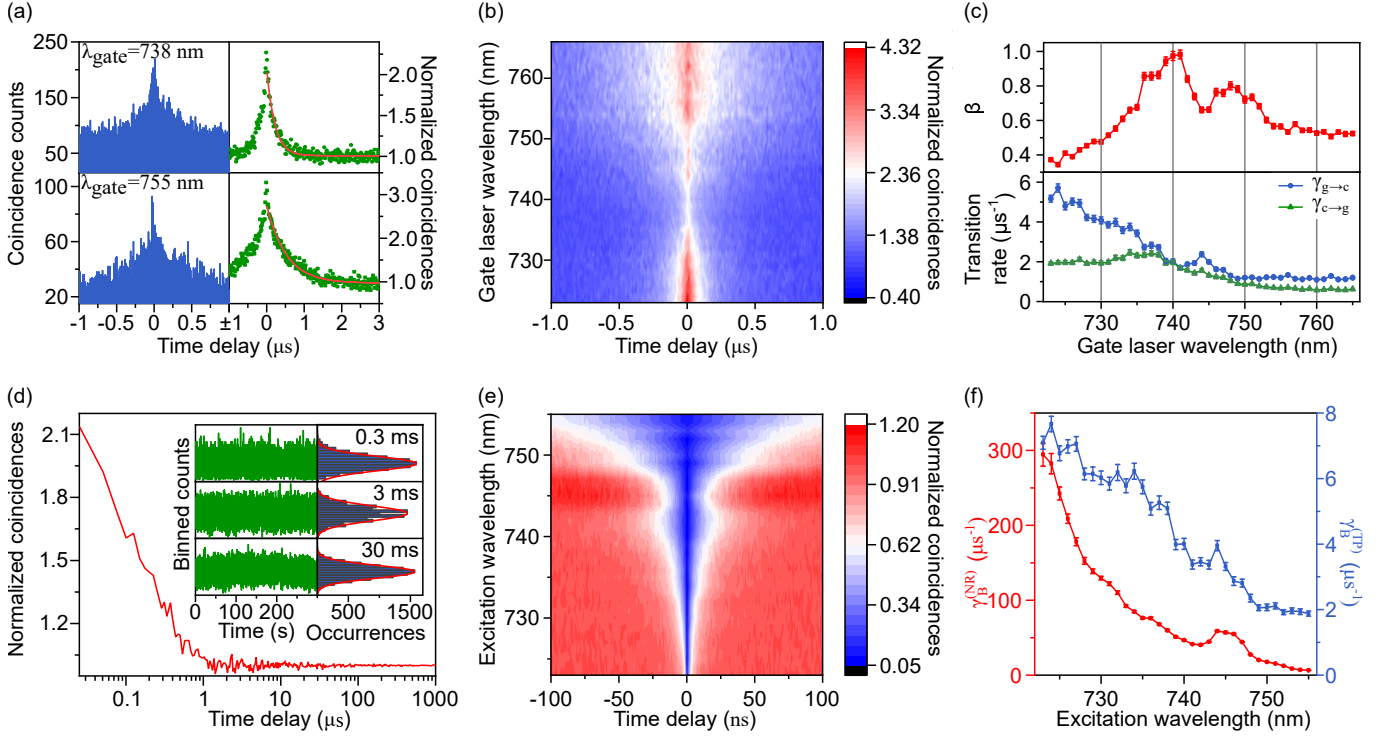 (a)
250
150
50
100
60
20
Coincidence counts
λgate=738 nm
λgate=755 nm
-1 -0.5 0 0.5 ±1 0 1 2 3
Time delay (μs)
2.0
1.5
1.0
3.0
2.0
1.0
Normalized coincidences
(b)
Gate laser wavelength (nm)
760
750
740
730
-1.0 -0.5 0 0.5 1.0
Time delay (μs)
4.32
3.34
2.36
1.38
0.40
Normalized coincidences
(c)
β
1.0
0.8
0.6
0.4
Transition
rate (μs-1)
6
4
2
0
γg→c
γc→g
730 740 750 760
Gate laser wavelength (nm)
(d)
Normalized coincidences
2.1
1.8
1.5
1.2
0.1 1 10 100 1000
Time delay (μs)
Binned counts
0.3 ms
3 ms
30 ms
0 100 200 500 1500
Time (s) Occurrences
(e)
Excitation wavelength (nm)
750
740
730
-100 -50 0 50 100
Time delay (ns)
1.20
0.91
0.62
0.34
0.05
Normalized coincidences
(f)
γB(NR) (μs-1)
300
200
100
0
730 740 750
Excitation wavelength (nm)
8
6
4
2
0
γB(TP) (μs-1)